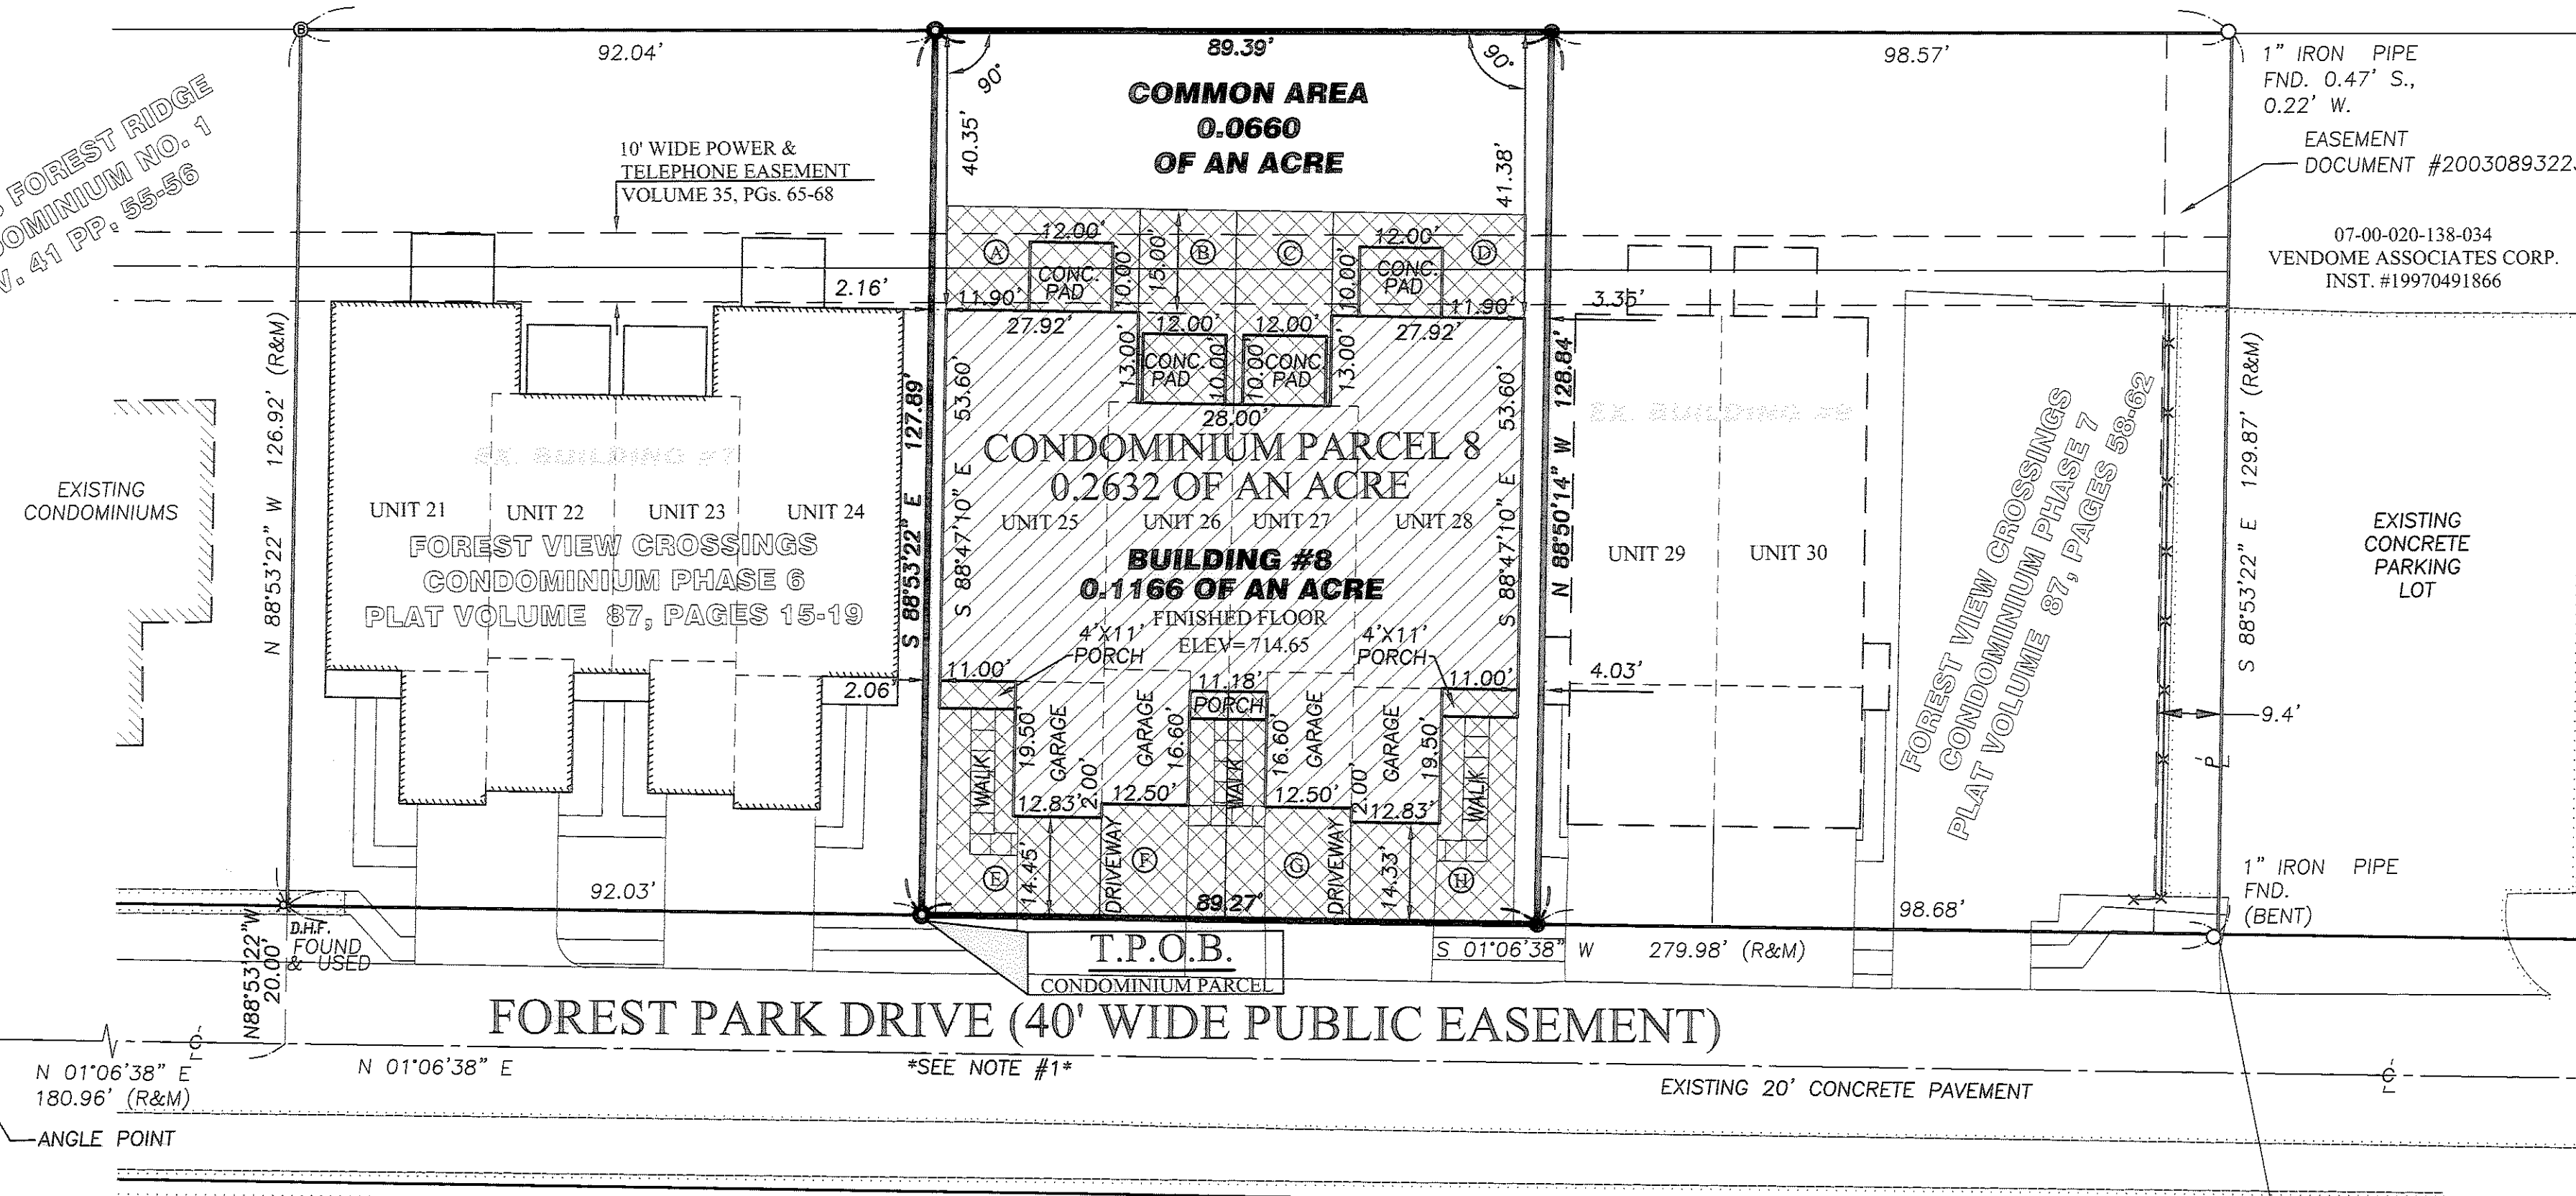 92.04'
89.39'
98.57'
90°
90°
1" IRON PIPE
FND. 0.47' S.,
0.22' W.
COMMON AREA
0.0660
OF AN ACRE
FOREST RIDGE
CONDOMINIUM NO. 1
V. 41 PP. 55-56
10' WIDE POWER &
TELEPHONE EASEMENT
VOLUME 35, PGs. 65-68
40.35'
41.38'
EASEMENT
07-00-020-138-034
VENDOME ASSOCIATES CORP.
INST. #19970491866
A
12.00'
15.00'
B
C
12.00'
D
CONC.
PAD
10.00'
10.00'
CONC.
PAD
2.16'
11.90'
11.90'
3.35'
27.92'
12.00'
12.00'
27.92'
13.00'
CONC.
PAD
10.00'
10.00'
CONC.
PAD
13.00'
28.00'
N 88°53'22" W 126.92' (R&M)
S 88°53'22" E 127.89'
S 88°47'10" E 53.60'
S 88°47'10" E 53.60'
N 88°50'14" W 128.84'
S 88°53'22" E 129.87' (R&M)
EX. BUILDING #7
CONDOMINIUM PARCEL 8
0.2632 OF AN ACRE
EXISTING
CONDOMINIUMS
UNIT 21
UNIT 22
UNIT 23
UNIT 24
UNIT 25
UNIT 26
UNIT 27
UNIT 28
UNIT 29
UNIT 30
FOREST VIEW CROSSINGS
CONDOMINIUM PHASE 6
PLAT VOLUME 87, PAGES 15-19
BUILDING #8
0.1166 OF AN ACRE
FINISHED FLOOR
ELEV= 714.65
4'X11'
PORCH
4'X11'
PORCH
FOREST VIEW CROSSINGS
CONDOMINIUM PHASE 7
PLAT VOLUME 87, PAGES 58-62
EXISTING
CONCRETE
PARKING
LOT
2.06'
11.00'
11.18'
PORCH
11.00'
4.03'
9.4'
WALK
19.50'
GARAGE
GARAGE
16.60'
WALK
16.60'
GARAGE
GARAGE
19.50'
WALK
12.83'
2.00'
12.50'
12.50'
2.00'
12.83'
E
14.45'
DRIVEWAY
F
G
DRIVEWAY
14.33'
H
PL
92.03'
89.27'
98.68'
1" IRON PIPE
FND.
(BENT)
D.H.F.
FOUND
& USED
N88°53'22"W
20.00'
T.P.O.B.
CONDOMINIUM PARCEL
S 01°06'38" W 279.98' (R&M)
FOREST PARK DRIVE (40' WIDE PUBLIC EASEMENT)
CL
N 01°06'38" E
180.96' (R&M)
N 01°06'38" E
*SEE NOTE #1*
EXISTING 20' CONCRETE PAVEMENT
CL
ANGLE POINT